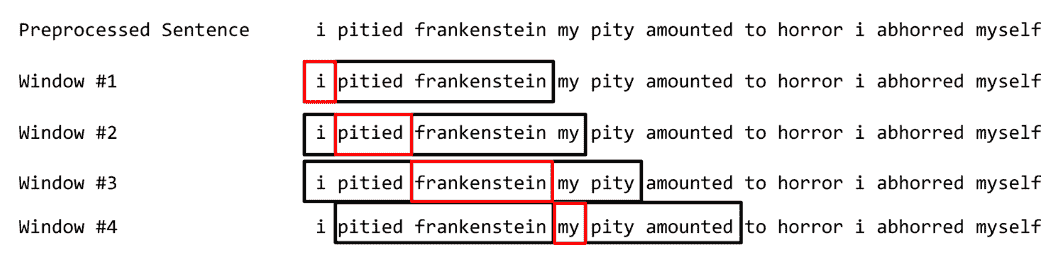 Preprocessed Sentence i pitied frankenstein my pity amounted to horror i abhorred myself
Window #1 i pitied frankenstein my pity amounted to horror i abhorred myself
Window #2 i pitied frankenstein my pity amounted to horror i abhorred myself
Window #3 i pitied frankenstein my pity amounted to horror i abhorred myself
Window #4 i pitied frankenstein my pity amounted to horror i abhorred myself